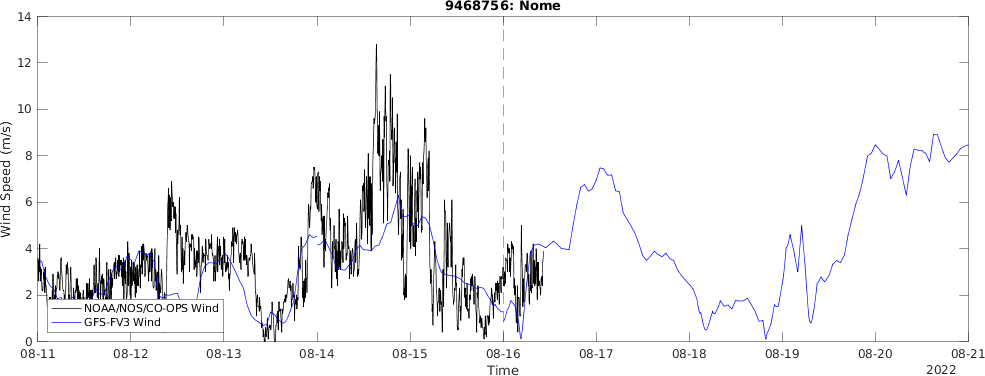 9468756: Nome
Wind Speed (m/s)
14
12
10
8
6
4
2
0
NOAA/NOS/CO-OPS Wind
GFS-FV3 Wind
08-11 08-12 08-13 08-14 08-15 08-16 08-17 08-18 08-19 08-20 08-21
Time
2022